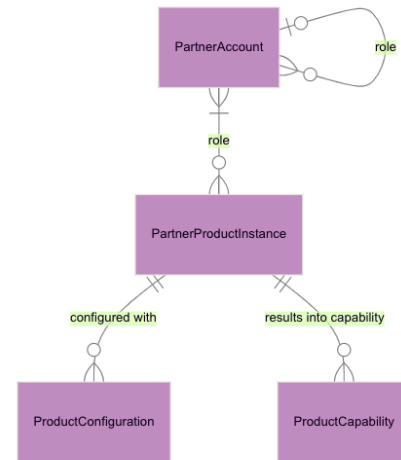 PartnerAccount
role
role
PartnerProductInstance
configured with
results into capability
ProductConfiguration
ProductCapability